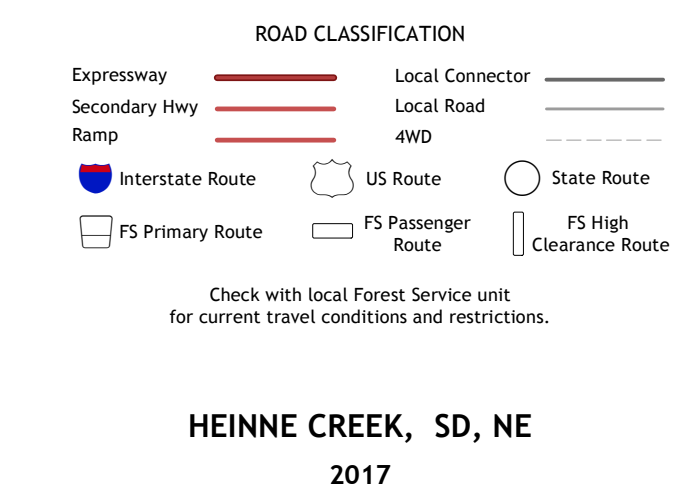 ROAD CLASSIFICATION
Expressway
Local Connector
Secondary Hwy
Local Road
Ramp
4WD
Interstate Route
US Route
State Route
FS Primary Route
FS Passenger
Route
FS High
Clearance Route
Check with local Forest Service unit
for current travel conditions and restrictions.
HEINNE CREEK, SD, NE
2017